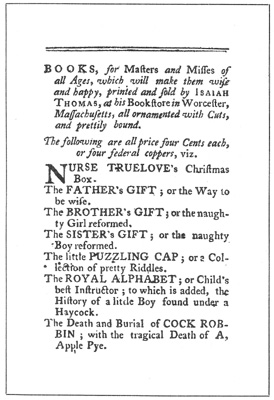 BOOKS, for Maſters and Miſſes of
all Ages, which will make them wiſe
and happy, printed and ſold by ISAIAH
THOMAS, at his Bookſtore in Worceſter,
Maſſachuſetts, all ornamented with Cuts,
and prettily bound.
The following are all price four Cents each,
or four federal coppers, viz.
NURSE TRUELOVE's Chriſtmas
Box.
The FATHER's GIFT; or the Way to
be wiſe.
The BROTHER's GIFT; or the naugh-
ty Girl reformed.
The SISTER's GIFT; or the naughty
Boy reformed.
The little PUZZLING CAP; or a Col-
lection of pretty Riddles.
The ROYAL ALPHABET; or Child's
beſt Inſtructor; to which is added, the
Hiſtory of a little Boy found under a
Haycock.
The Death and Burial of COCK ROB-
BIN; with the tragical Death of A,
Apple Pye.